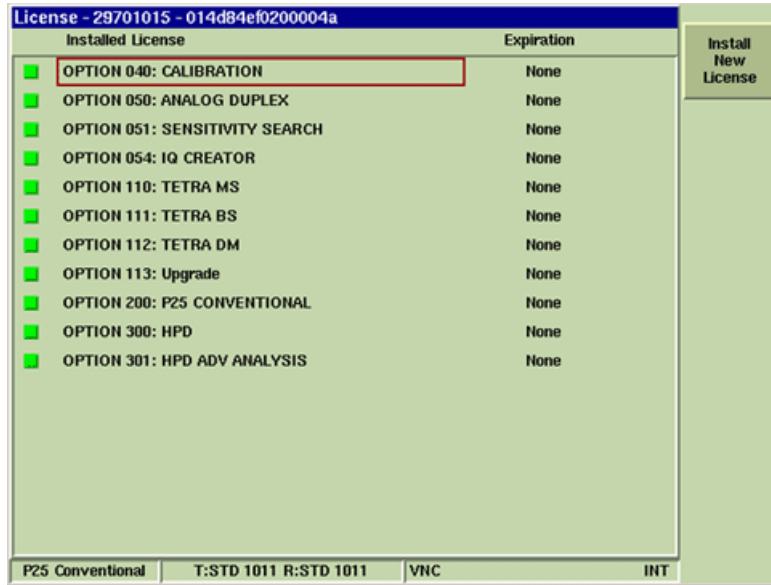 License - 29701015 - 014d84ef0200004a
Installed License Expiration
OPTION 040: CALIBRATION None
OPTION 050: ANALOG DUPLEX None
OPTION 051: SENSITIVITY SEARCH None
OPTION 054: IQ CREATOR None
OPTION 110: TETRA MS None
OPTION 111: TETRA BS None
OPTION 112: TETRA DM None
OPTION 113: Upgrade None
OPTION 200: P25 CONVENTIONAL None
OPTION 300: HPD None
OPTION 301: HPD ADV ANALYSIS None
Install
New
License
P25 Conventional T:STD 1011 R:STD 1011 VNC INT